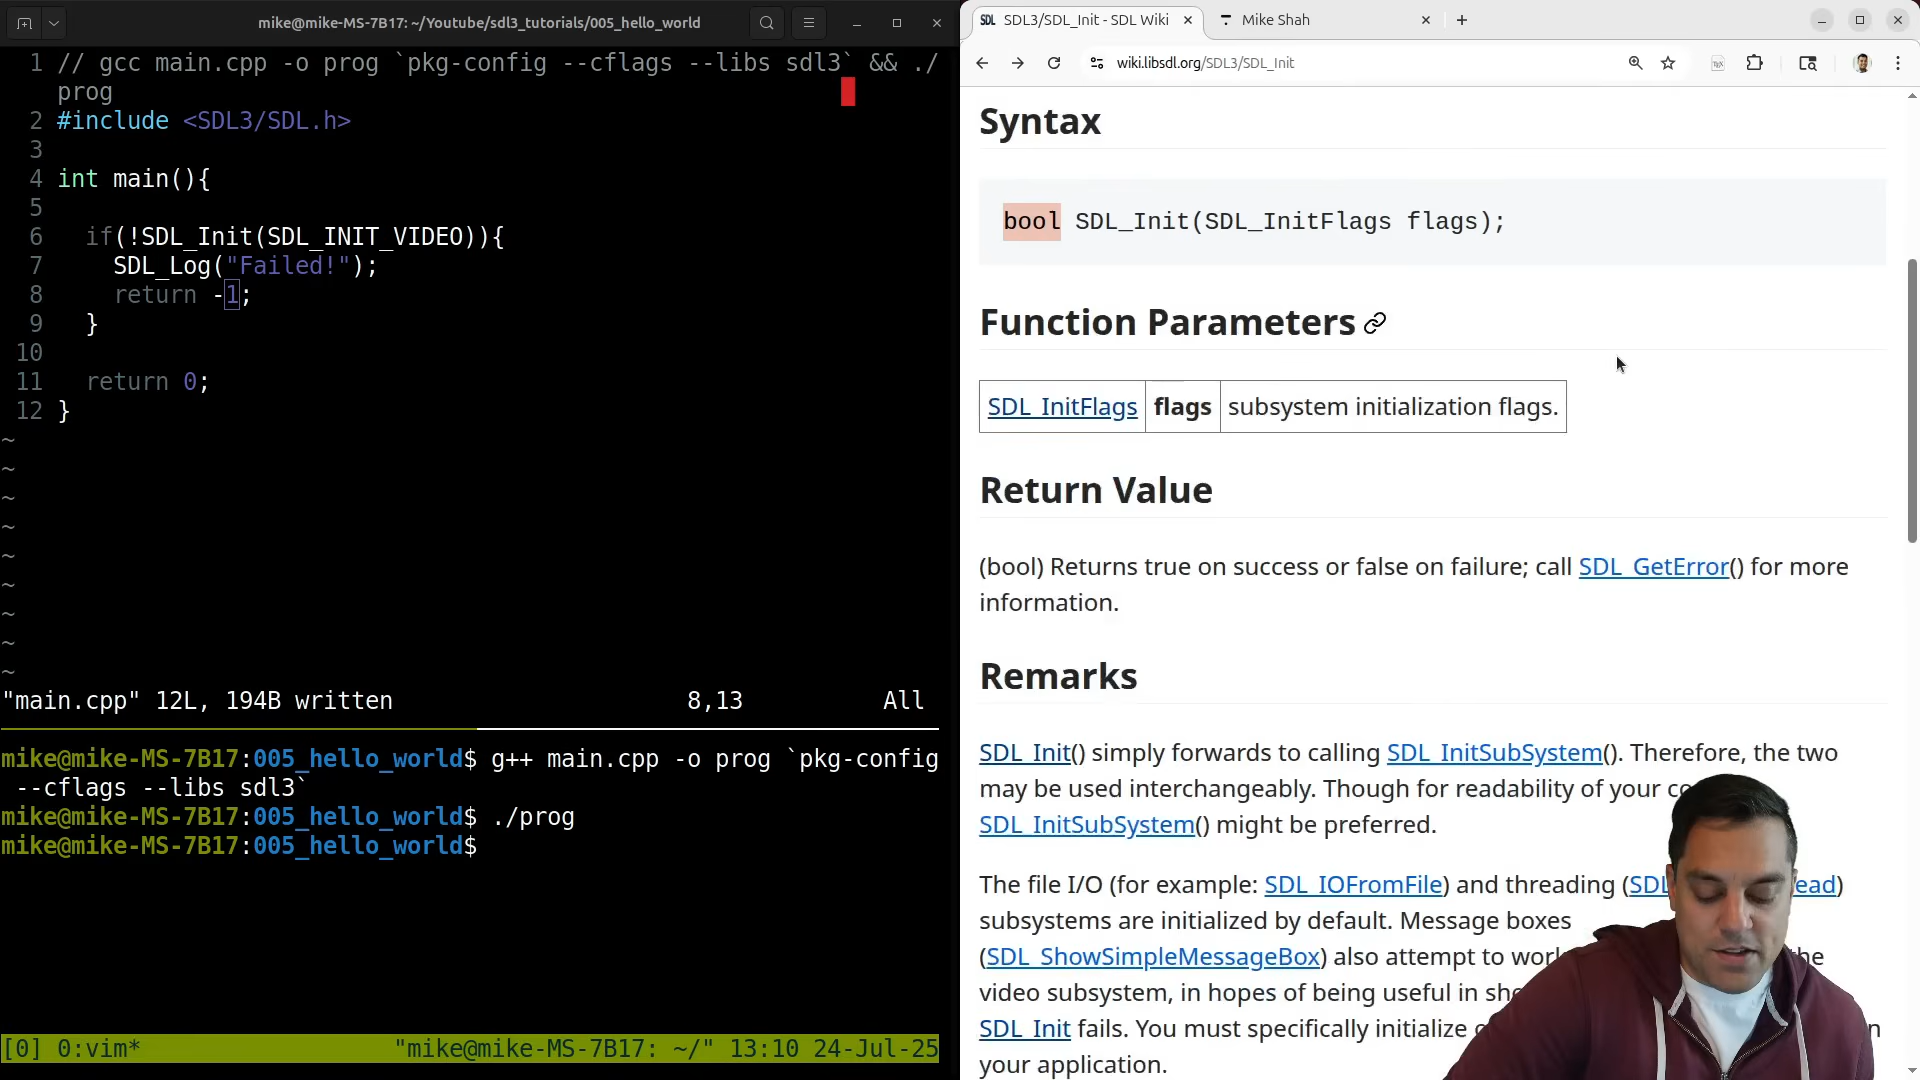 mike@mike-MS-7B17: ~/Youtube/sdl3_tutorials/005_hello_world
1 // gcc main.cpp -o prog `pkg-config --cflags --libs sdl3` && ./
prog
2 #include <SDL3/SDL.h>
3
4 int main(){
5
6 if(!SDL_Init(SDL_INIT_VIDEO)){
7 SDL_Log("Failed!");
8 return -1;
9 }
10
11 return 0;
12 }
~
~
~
~
~
~
~
~
~
"main.cpp" 12L, 194B written 8,13 All
mike@mike-MS-7B17:005_hello_world$ g++ main.cpp -o prog `pkg-config
--cflags --libs sdl3`
mike@mike-MS-7B17:005_hello_world$ ./prog
mike@mike-MS-7B17:005_hello_world$
[0] 0:vim* "mike@mike-MS-7B17: ~/" 13:10 24-Jul-25
SDL SDL3/SDL_Init - SDL Wiki
Mike Shah
wiki.libsdl.org/SDL3/SDL_Init
Syntax
bool SDL_Init(SDL_InitFlags flags);
Function Parameters
SDL_InitFlags flags subsystem initialization flags.
Return Value
(bool) Returns true on success or false on failure; call SDL_GetError() for more
information.
Remarks
SDL_Init() simply forwards to calling SDL_InitSubSystem(). Therefore, the two
may be used interchangeably. Though for readability of your
SDL_InitSubSystem() might be preferred.
The file I/O (for example: SDL_IOFromFile) and threading (
subsystems are initialized by default. Message boxes
(SDL_ShowSimpleMessageBox) also attempt to work
video subsystem, in hopes of being useful in
SDL_Init fails. You must specifically initialize
your application.